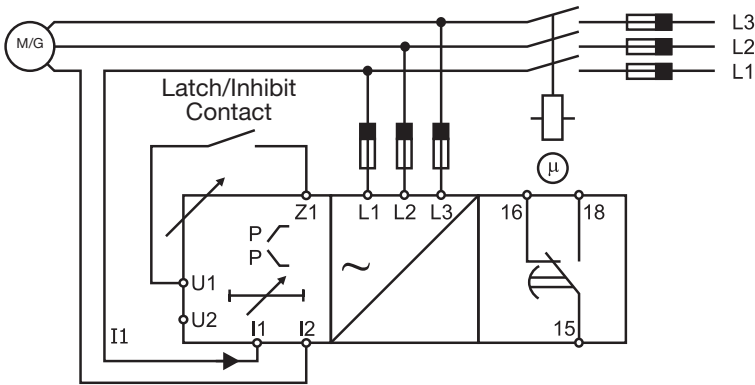 L3
M/G
L2
L1
Latch/Inhibit
Contact
μ
Z1
L1
L2
L3
16
18
P
P
~
U1
U2
I1
I1
I2
15